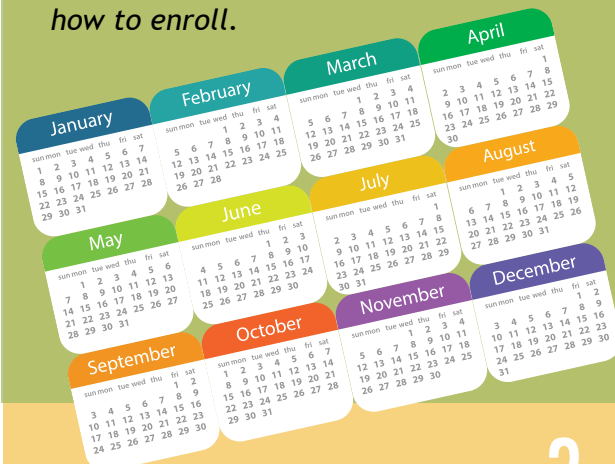 how to enroll.
January
sun mon tue wed thu fri sat
1 2 3 4 5 6 7
8 9 10 11 12 13 14
15 16 17 18 19 20 21
22 23 24 25 26 27 28
29 30 31
February
sun mon tue wed thu fri sat
1 2 3 4
5 6 7 8 9 10 11
12 13 14 15 16 17 18
19 20 21 22 23 24 25
26 27 28
March
sun mon tue wed thu fri sat
1 2 3 4
5 6 7 8 9 10 11
12 13 14 15 16 17 18
19 20 21 22 23 24 25
26 27 28 29 30 31
April
sun mon tue wed thu fri sat
1
2 3 4 5 6 7 8
9 10 11 12 13 14 15
16 17 18 19 20 21 22
23 24 25 26 27 28 29
30
May
sun mon tue wed thu fri sat
1 2 3 4 5 6
7 8 9 10 11 12 13
14 15 16 17 18 19 20
21 22 23 24 25 26 27
28 29 30 31
June
sun mon tue wed thu fri sat
1 2 3
4 5 6 7 8 9 10
11 12 13 14 15 16 17
18 19 20 21 22 23 24
25 26 27 28 29 30
July
sun mon tue wed thu fri sat
1
2 3 4 5 6 7 8
9 10 11 12 13 14 15
16 17 18 19 20 21 22
23 24 25 26 27 28 29
30 31
August
sun mon tue wed thu fri sat
1 2 3 4 5
6 7 8 9 10 11 12
13 14 15 16 17 18 19
20 21 22 23 24 25 26
27 28 29 30 31
September
sun mon tue wed thu fri sat
1 2
3 4 5 6 7 8 9
10 11 12 13 14 15 16
17 18 19 20 21 22 23
24 25 26 27 28 29 30
October
sun mon tue wed thu fri sat
1 2 3 4 5 6 7
8 9 10 11 12 13 14
15 16 17 18 19 20 21
22 23 24 25 26 27 28
29 30 31
November
sun mon tue wed thu fri sat
1 2 3 4
5 6 7 8 9 10 11
12 13 14 15 16 17 18
19 20 21 22 23 24 25
26 27 28 29 30
December
sun mon tue wed thu fri sat
1 2
3 4 5 6 7 8 9
10 11 12 13 14 15 16
17 18 19 20 21 22 23
24 25 26 27 28 29 30
31